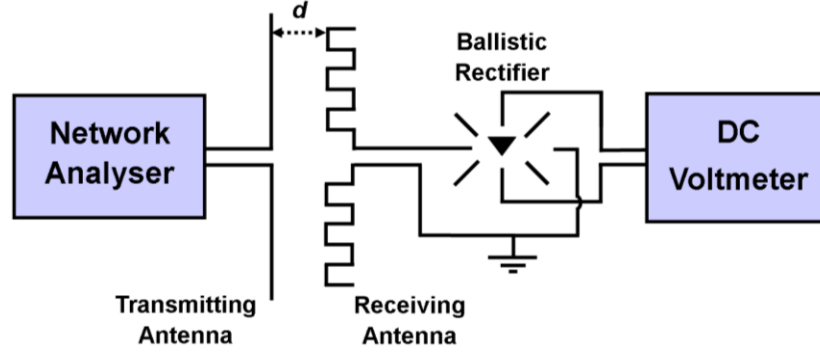 d
Ballistic
Rectifier
Network
Analyser
DC
Voltmeter
Transmitting
Antenna
Receiving
Antenna